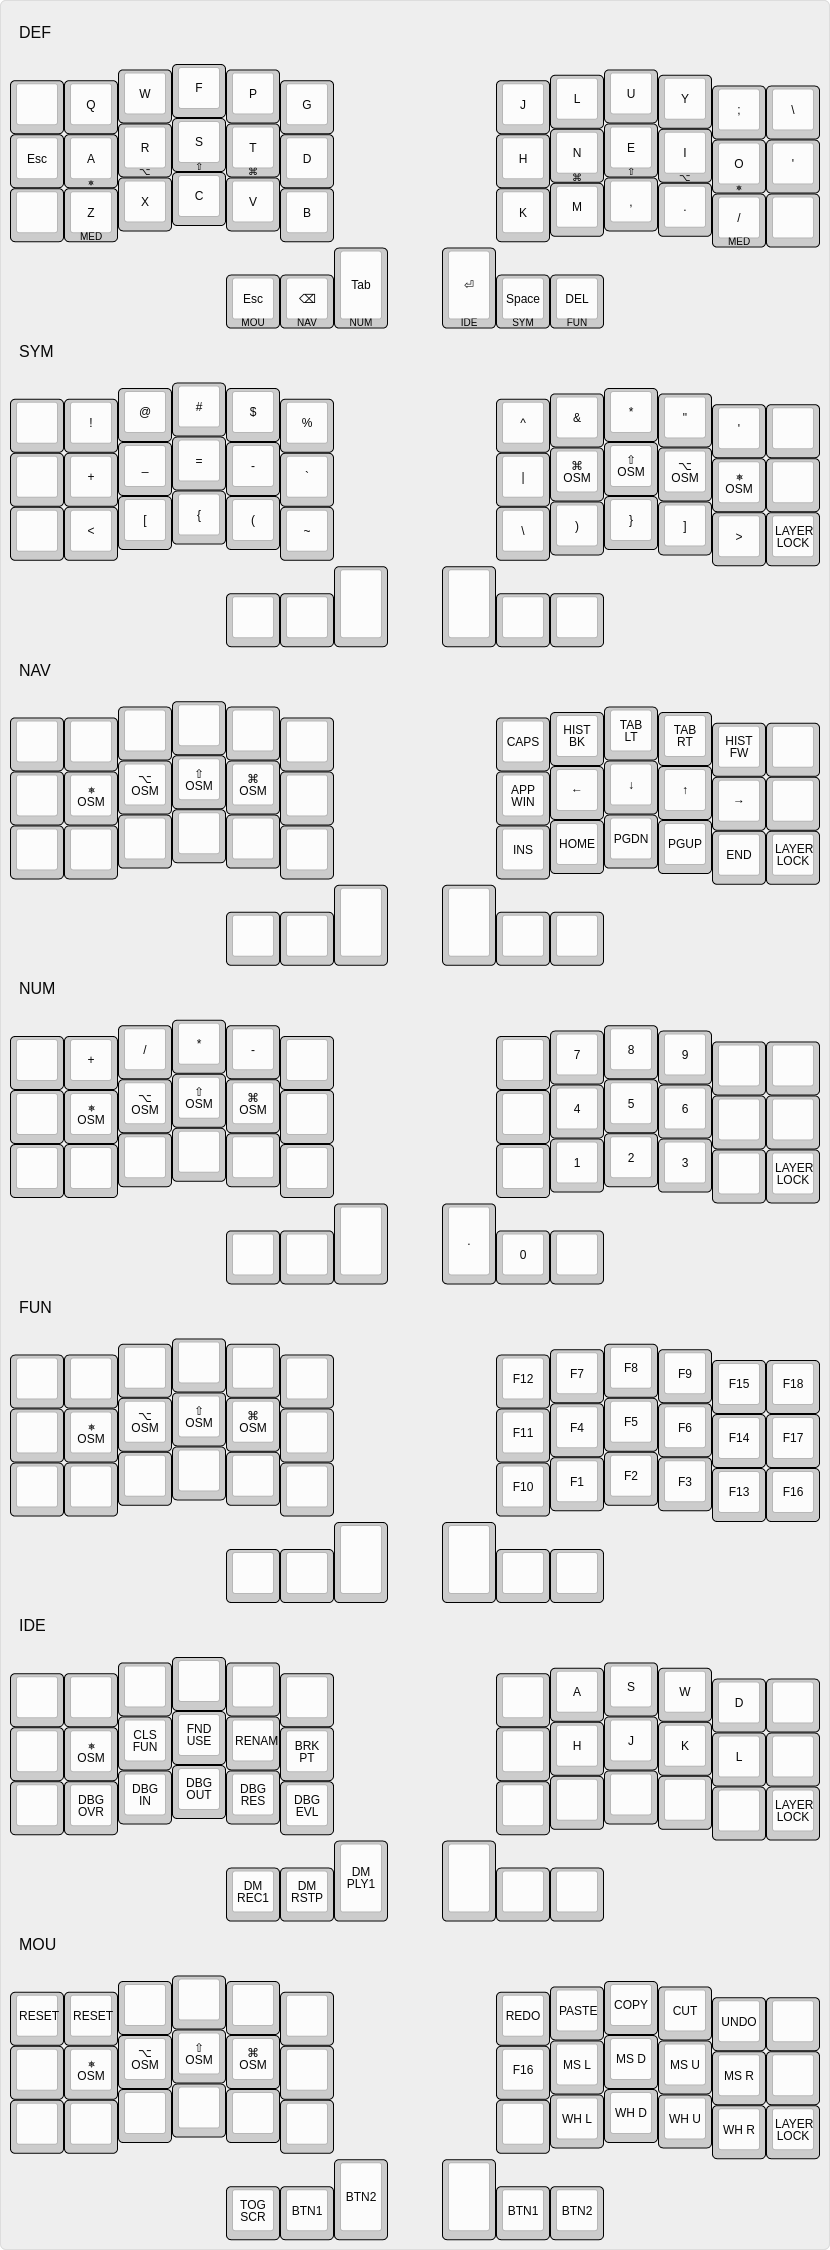 DEF
Q W F P G J L U Y ; \
Esc A R S T D H N E I O '
⎈ ⌥ ⇧ ⌘ ⌘ ⇧ ⌥ ⎈
Z X C V B K M , . /
MED MED
Esc ⌫ Tab ⏎ Space DEL
MOU NAV NUM IDE SYM FUN
SYM
! @ # $ % ^ & * " '
+ _ = - ` | ⌘ OSM ⇧ OSM ⌥ OSM ⎈ OSM
< [ { ( ~ \ ) } ] > LAYER LOCK
NAV
CAPS HIST BK TAB LT TAB RT HIST FW
⎈ OSM ⌥ OSM ⇧ OSM ⌘ OSM APP WIN ← ↓ ↑ →
INS HOME PGDN PGUP END LAYER LOCK
NUM
+ / * - 7 8 9
⎈ OSM ⌥ OSM ⇧ OSM ⌘ OSM 4 5 6
1 2 3 LAYER LOCK
. 0
FUN
F12 F7 F8 F9 F15 F18
⎈ OSM ⌥ OSM ⇧ OSM ⌘ OSM F11 F4 F5 F6 F14 F17
F10 F1 F2 F3 F13 F16
IDE
A S W D
⎈ OSM CLS FUN FND USE RENAM BRK PT H J K L
DBG OVR DBG IN DBG OUT DBG RES DBG EVL LAYER LOCK
DM REC1 DM RSTP DM PLY1
MOU
RESET RESET REDO PASTE COPY CUT UNDO
⎈ OSM ⌥ OSM ⇧ OSM ⌘ OSM F16 MS L MS D MS U MS R
WH L WH D WH U WH R LAYER LOCK
TOG SCR BTN1 BTN2 BTN1 BTN2